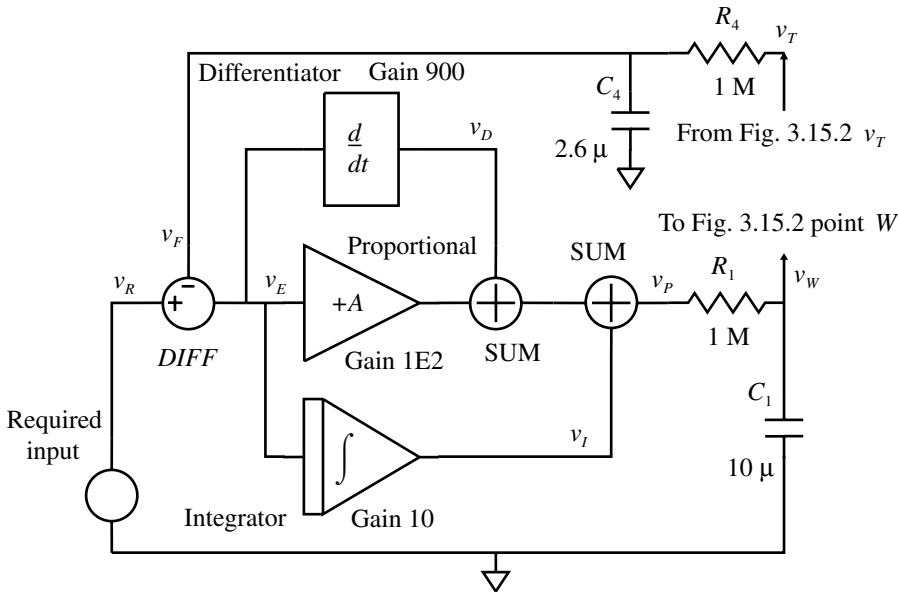 R4
vT
Differentiator Gain 900
C4
1 M
d
dt
vD
From Fig. 3.15.2 vT
2.6 µ
To Fig. 3.15.2 point W
vF
Proportional
SUM
vR
vE
vP
R1
vW
+
−
+A
DIFF
Gain 1E2
SUM
1 M
Required
input
C1
∫
vI
10 µ
Integrator
Gain 10